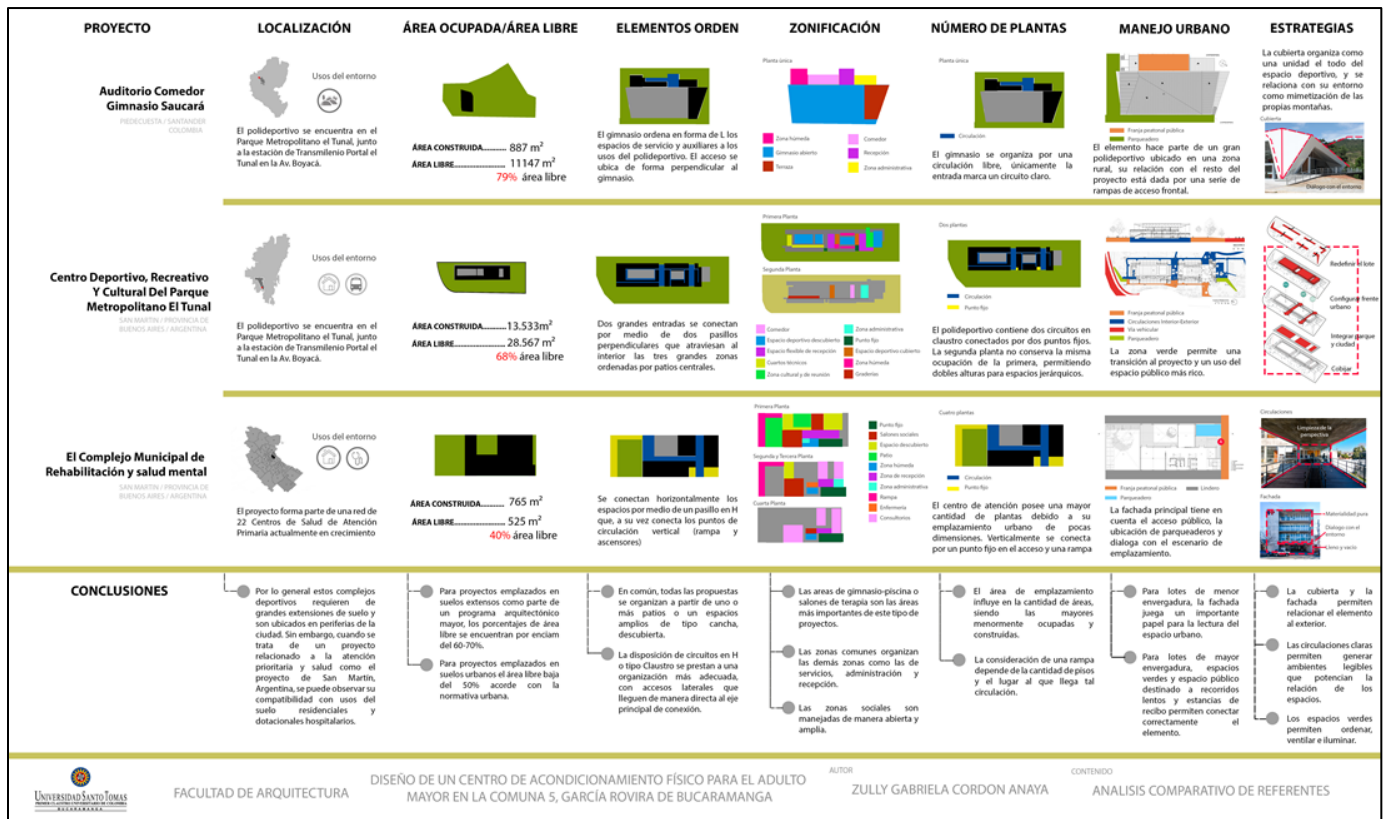 PROYECTO
LOCALIZACIÓN
ÁREA OCUPADA/ÁREA LIBRE
ELEMENTOS ORDEN
ZONIFICACIÓN
NÚMERO DE PLANTAS
MANEJO URBANO
ESTRATEGIAS
Auditorio Comedor
Gimnasio Saucará
PIEDECUESTA / SANTANDER
COLOMBIA
Usos del entorno
El polideportivo se encuentra en el
Parque Metropolitano el Tunal, junto
a la estación de Transmilenio Portal el
Tunal en la Av. Boyacá.
ÁREA CONSTRUIDA........... 887 m²
ÁREA LIBRE................... 11147 m²
79% área libre
El gimnasio ordena en forma de L los
espacios de servicio y auxiliares a los
usos del polideportivo. El acceso se
ubica de forma perpendicular al
gimnasio.
Planta única
Zona húmeda
Comedor
Gimnasio abierto
Recepción
Terraza
Zona administrativa
Planta única
Circulación
El gimnasio se organiza por una
circulación libre, únicamente la
entrada marca un circuito claro.
Franja peatonal pública
Parqueadero
El elemento hace parte de un gran
polideportivo ubicado en una zona
rural, su relación con el resto del
proyecto está dada por una serie de
rampas de acceso frontal.
La cubierta organiza como
una unidad el todo del
espacio deportivo, y se
relaciona con su entorno
como mimetización de las
propias montañas.
Cubierta
Diálogo con el entorno
Centro Deportivo, Recreativo
Y Cultural Del Parque
Metropolitano El Tunal
SAN MARTIN / PROVINCIA DE
BUENOS AIRES / ARGENTINA
Usos del entorno
El polideportivo se encuentra en el
Parque Metropolitano el Tunal, junto
a la estación de Transmilenio Portal el
Tunal en la Av. Boyacá.
ÁREA CONSTRUIDA...........13.533m²
ÁREA LIBRE................... 28.567 m²
68% área libre
Dos grandes entradas se conectan
por medio de dos pasillos
perpendiculares que atraviesan al
interior las tres grandes zonas
ordenadas por patios centrales.
Primera Planta
Segunda Planta
Comedor
Zona administrativa
Espacio deportivo descubierto
Punto fijo
Espacio flexible de recepción
Espacio deportivo cubierto
Cuartos técnicos
Zona húmeda
Zona cultural y de reunión
Graderías
Dos plantas
Circulación
Punto fijo
El polideportivo contiene dos circuitos en
claustro conectados por dos puntos fijos.
La segunda planta no conserva la misma
ocupación de la primera, permitiendo
dobles alturas para espacios jerárquicos.
Franja peatonal pública
Circulaciones Interior-Exterior
Vía vehicular
Parqueadero
La zona verde permite una
transición al proyecto y un uso del
espacio público más rico.
Redefinir el lote
Configurar frente
urbano
Integrar parque
y ciudad
Cobijar
El Complejo Municipal de
Rehabilitación y salud mental
SAN MARTIN / PROVINCIA DE
BUENOS AIRES / ARGENTINA
Usos del entorno
El proyecto forma parte de una red de
22 Centros de Salud de Atención
Primaria actualmente en crecimiento
ÁREA CONSTRUIDA........... 765 m²
ÁREA LIBRE................... 525 m²
40% área libre
Se conectan horizontalmente los
espacios por medio de un pasillo en H
que, a su vez conecta los puntos de
circulación vertical (rampa y
ascensores)
Primera Planta
Segunda y Tercera Planta
Cuarto Planta
Punto fijo
Salones sociales
Espacio descubierto
Patio
Zona húmeda
Zona de recepción
Zona administrativa
Rampa
Enfermería
Consultorios
Cuatro plantas
Circulación
Punto fijo
El centro de atención posee una mayor
cantidad de plantas debido a su
emplazamiento urbano de pocas
dimensiones. Verticalmente se conecta
por un punto fijo en el acceso y una rampa
Franja peatonal pública
Lindero
Parqueadero
La fachada principal tiene en
cuenta el acceso público, la
ubicación de parqueaderos y
dialoga con el escenario de
emplazamiento.
Circulaciones
Limpieza de la
perspectiva
Fachada
Materialidad pura
Dialogo con el
entorno
Lleno y vacío
CONCLUSIONES
Por lo general estos complejos
deportivos requieren de
grandes extensiones de suelo y
son ubicados en periferias de la
ciudad. Sin embargo, cuando se
trata de un proyecto
relacionado a la atención
prioritaria y salud como el
proyecto de San Martín,
Argentina, se puede observar su
compatibilidad con usos del
suelo residenciales y
dotacionales hospitalarios.
Para proyectos emplazados en
suelos extensos como parte de
un programa arquitectónico
mayor, los porcentajes de área
libre se encuentran por enciam
del 60-70%.
Para proyectos emplazados en
suelos urbanos el área libre baja
del 50% acorde con la
normativa urbana.
En común, todas las propuestas
se organizan a partir de uno o
más patios o un espacios
amplios de tipo cancha,
descubierta.
La disposición de circuitos en H
o tipo Claustro se prestan a una
organización más adecuada,
con accesos laterales que
lleguen de manera directa al eje
principal de conexión.
Las areas de gimnasio-piscina o
salones de terapia son las áreas
más importantes de este tipo de
proyectos.
Las zonas comunes organizan
las demás zonas como las de
servicios, administración y
recepción.
Las zonas sociales son
manejadas de manera abierta y
amplia.
El área de emplazamiento
influye en la cantidad de áreas,
siendo las mayores
menormente ocupadas y
construidas.
La consideración de una rampa
depende de la cantidad de pisos
y el lugar al que llega tal
circulación.
Para lotes de menor
envergadura, la fachada
juega un importante
papel para la lectura del
espacio urbano.
Para lotes de mayor
envergadura, espacios
verdes y espacio público
destinado a recorridos
lentos y estancias de
recibo permiten conectar
correctamente el
elemento.
La cubierta y la
fachada permiten
relacionar el elemento
al exterior.
Las circulaciones claras
permiten generar
ambientes legibles
que potencian la
relación de los
espacios.
Los espacios verdes
permiten ordenar,
ventilar e iluminar.
UNIVERSIDAD SANTO TOMAS
PRIMER CLAUSTRO UNIVERSITARIO DE COLOMBIA
BUCARAMANGA
FACULTAD DE ARQUITECTURA
DISEÑO DE UN CENTRO DE ACONDICIONAMIENTO FÍSICO PARA EL ADULTO
MAYOR EN LA COMUNA 5, GARCÍA ROVIRA DE BUCARAMANGA
AUTOR
ZULLY GABRIELA CORDON ANAYA
CONTENIDO
ANALISIS COMPARATIVO DE REFERENTES